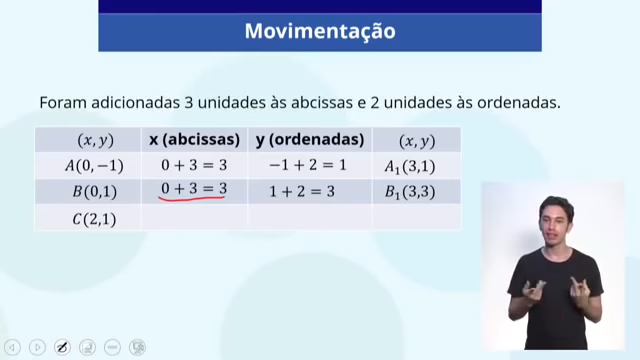 Movimentação
Foram adicionadas 3 unidades às abcissas e 2 unidades às ordenadas.
(x, y) x (abcissas) y (ordenadas) (x, y)
A(0, −1) 0 + 3 = 3 −1 + 2 = 1 A₁(3,1)
B(0,1) 0 + 3 = 3 1 + 2 = 3 B₁(3,3)
C(2,1)